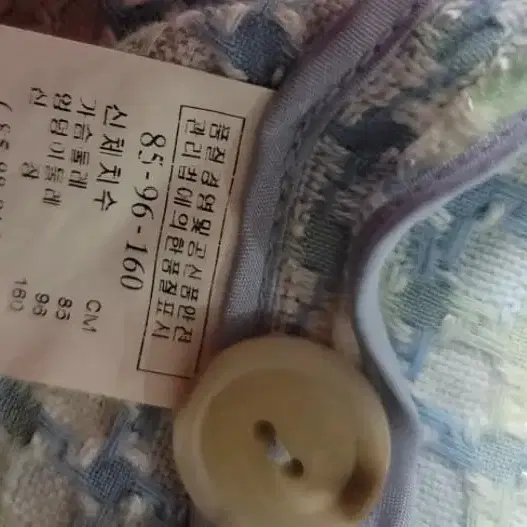 품질경영및공산품안전
관리법에의한품질표시
85-96-160
신체치수 CM
가슴둘레 85
엉덩이둘레 96
신 장 160